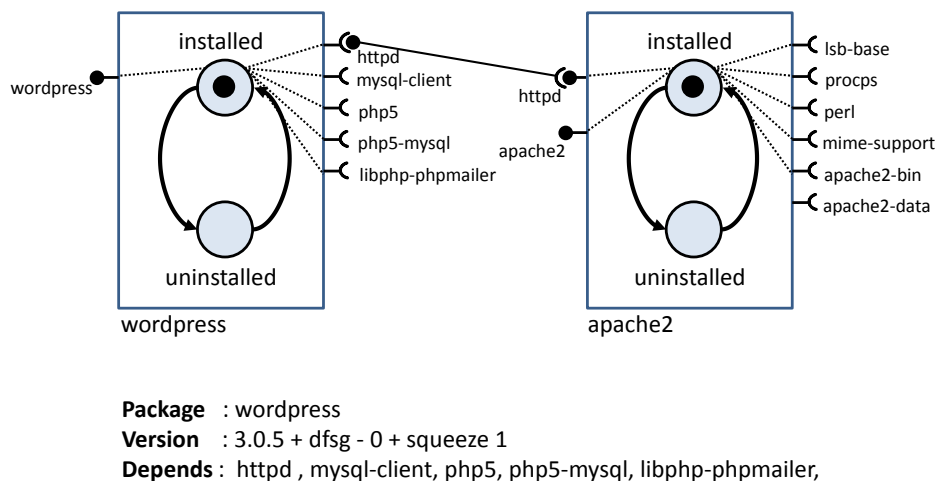 installed
httpd
mysql-client
php5
php5-mysql
libphp-phpmailer
wordpress
uninstalled
wordpress
installed
httpd
apache2
lsb-base
procps
perl
mime-support
apache2-bin
apache2-data
uninstalled
apache2
Package : wordpress
Version : 3.0.5 + dfsg - 0 + squeeze 1
Depends : httpd , mysql-client, php5, php5-mysql, libphp-phpmailer,